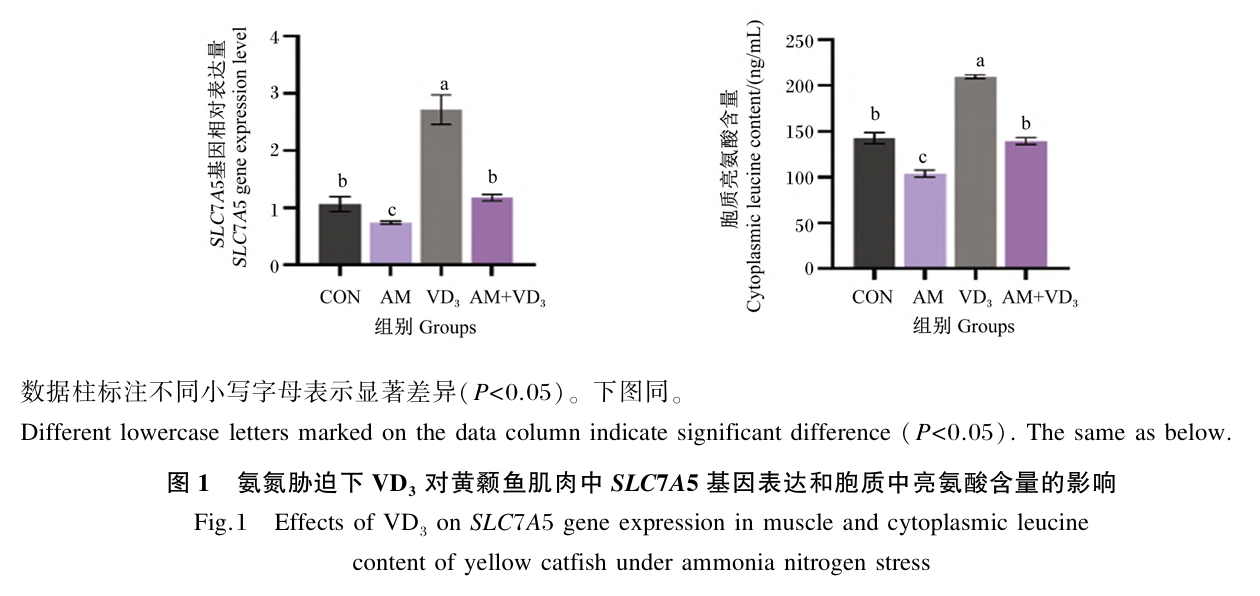 SLC7A5基因相对表达量
SLC7A5 gene expression level
4
3
2
1
0
b
c
a
b
CON AM VD₃ AM+VD₃
组别 Groups
胞质亮氨酸含量
Cytoplasmic leucine content/(ng/mL)
250
200
150
100
50
0
b
c
a
b
CON AM VD₃ AM+VD₃
组别 Groups
数据柱标注不同小写字母表示显著差异(P<0.05)。下图同。
Different lowercase letters marked on the data column indicate significant difference (P<0.05). The same as below.
图1 氨氮胁迫下VD₃对黄颡鱼肌肉中SLC7A5基因表达和胞质中亮氨酸含量的影响
Fig.1 Effects of VD₃ on SLC7A5 gene expression in muscle and cytoplasmic leucine
content of yellow catfish under ammonia nitrogen stress